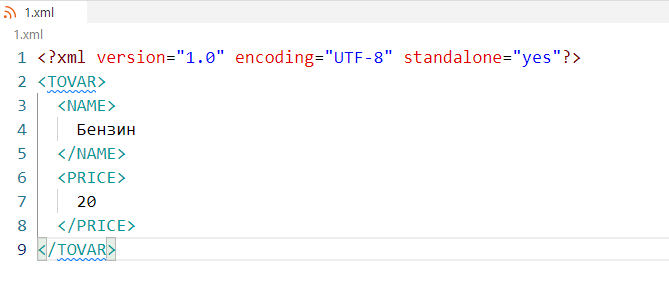 1.xml
1.xml
1 <?xml version="1.0" encoding="UTF-8" standalone="yes"?>
2 <TOVAR>
3 <NAME>
4 Бензин
5 </NAME>
6 <PRICE>
7 20
8 </PRICE>
9 </TOVAR>